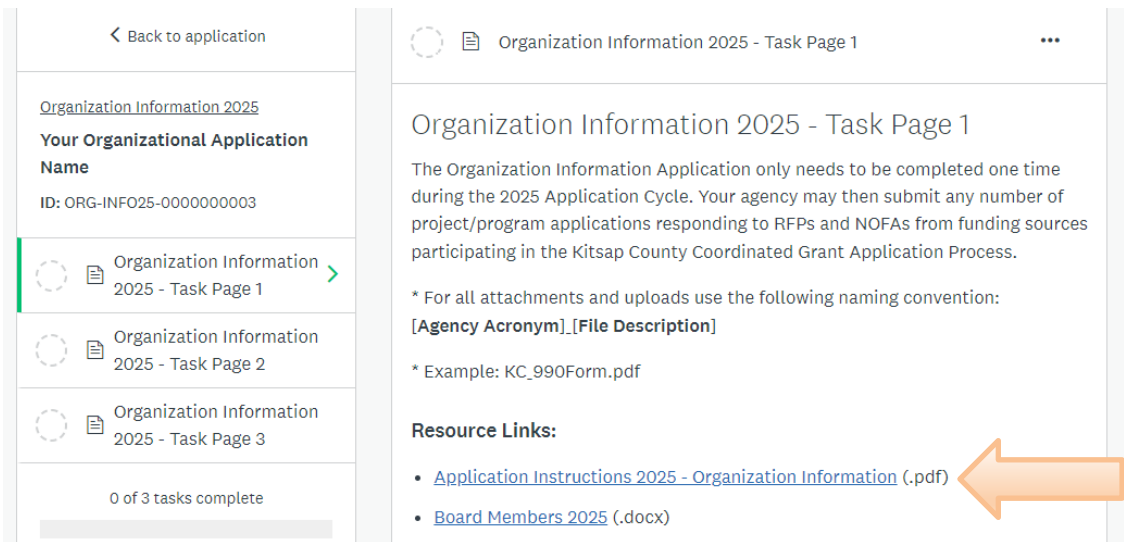 Back to application
Organization Information 2025
Your Organizational Application
Name
ID: ORG-INFO25-0000000003
Organization Information
2025 - Task Page 1
Organization Information
2025 - Task Page 2
Organization Information
2025 - Task Page 3
0 of 3 tasks complete
Organization Information 2025 - Task Page 1
Organization Information 2025 - Task Page 1
The Organization Information Application only needs to be completed one time
during the 2025 Application Cycle. Your agency may then submit any number of
project/program applications responding to RFPs and NOFAs from funding sources
participating in the Kitsap County Coordinated Grant Application Process.
* For all attachments and uploads use the following naming convention:
[Agency Acronym]_[File Description]
* Example: KC_990Form.pdf
Resource Links:
• Application Instructions 2025 - Organization Information (.pdf)
• Board Members 2025 (.docx)